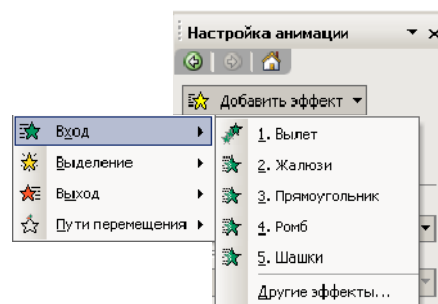 Настройка анимации
Добавить эффект
Вход
Выделение
Выход
Пути перемещения
1. Вылет
2. Жалюзи
3. Прямоугольник
4. Ромб
5. Шашки
Другие эффекты...